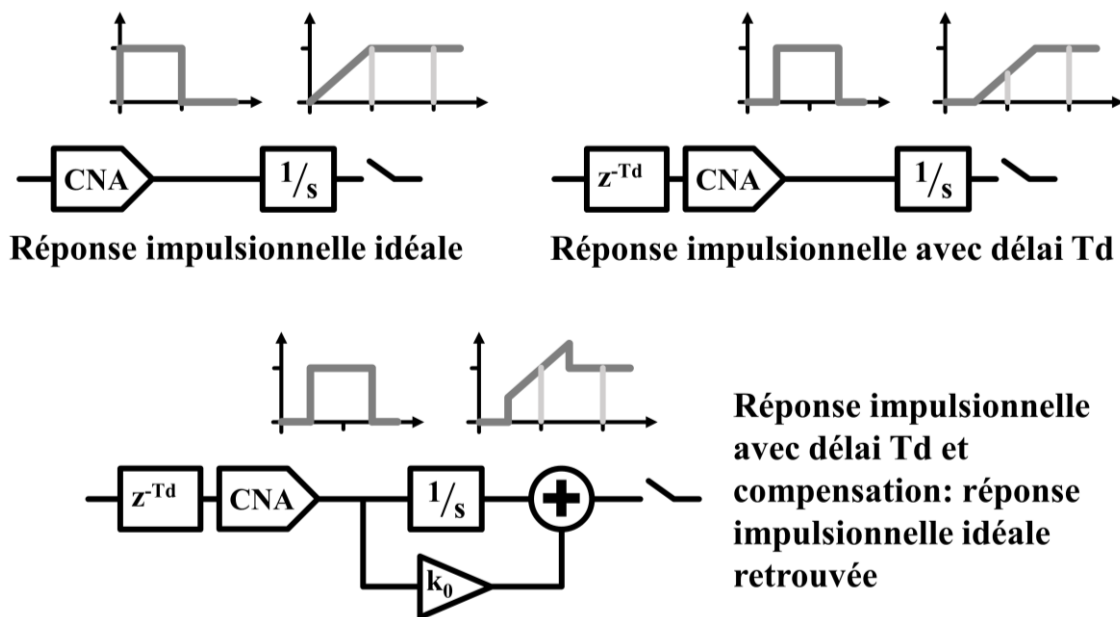 CNA
1/s
z-Td
CNA
1/s
Réponse impulsionnelle idéale
Réponse impulsionnelle avec délai Td
z-Td
CNA
1/s
+
k0
Réponse impulsionnelle
avec délai Td et
compensation: réponse
impulsionnelle idéale
retrouvée